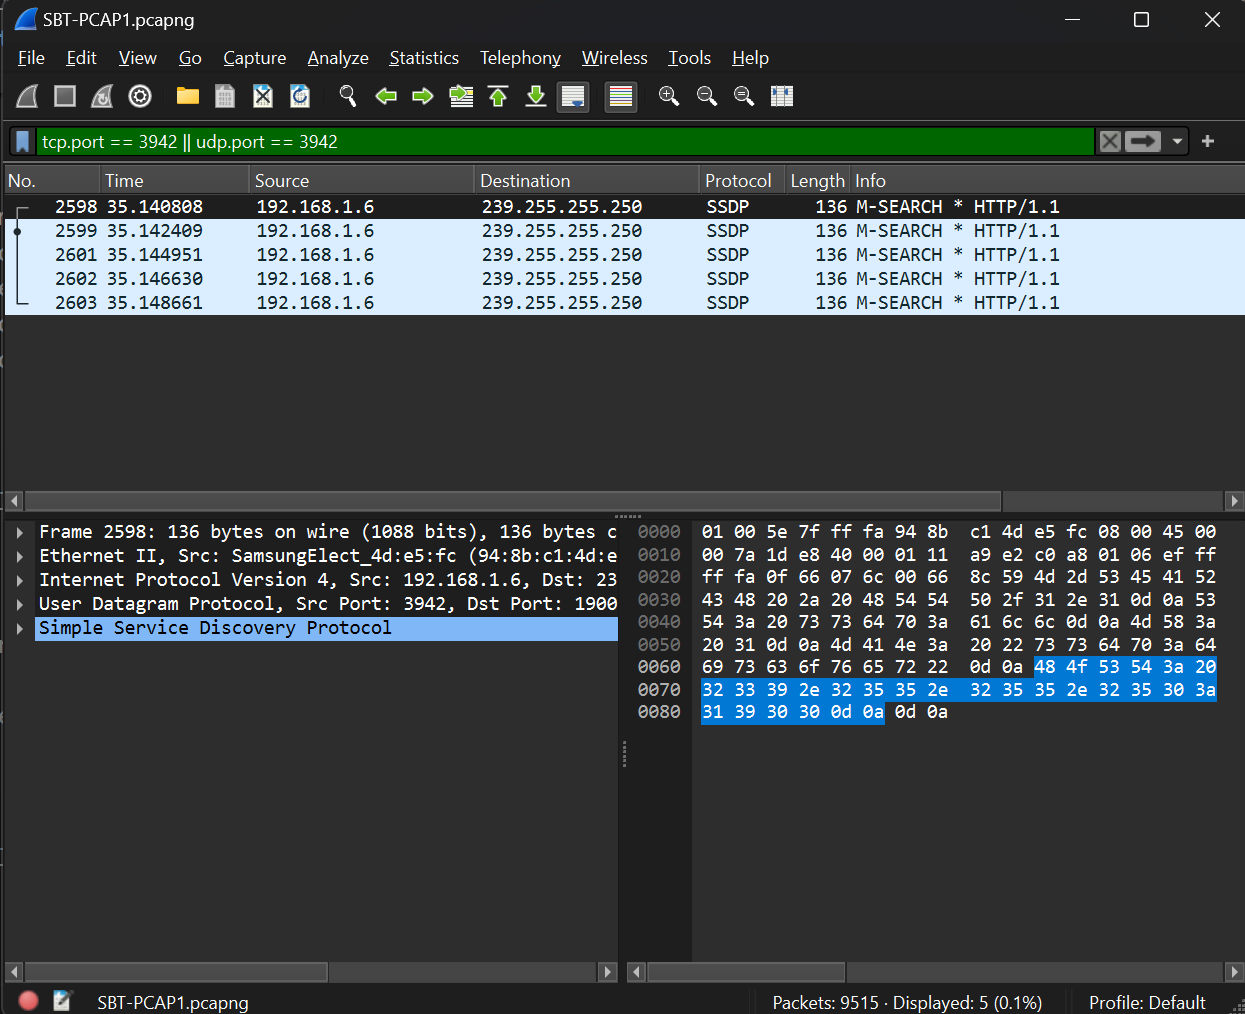 SBT-PCAP1.pcapng
File Edit View Go Capture Analyze Statistics Telephony Wireless Tools Help
tcp.port == 3942 || udp.port == 3942
No. Time Source Destination Protocol Length Info
2598 35.140808 192.168.1.6 239.255.255.250 SSDP 136 M-SEARCH * HTTP/1.1
2599 35.142409 192.168.1.6 239.255.255.250 SSDP 136 M-SEARCH * HTTP/1.1
2601 35.144951 192.168.1.6 239.255.255.250 SSDP 136 M-SEARCH * HTTP/1.1
2602 35.146630 192.168.1.6 239.255.255.250 SSDP 136 M-SEARCH * HTTP/1.1
2603 35.148661 192.168.1.6 239.255.255.250 SSDP 136 M-SEARCH * HTTP/1.1
Frame 2598: 136 bytes on wire (1088 bits), 136 bytes c
Ethernet II, Src: SamsungElect_4d:e5:fc (94:8b:c1:4d:e
Internet Protocol Version 4, Src: 192.168.1.6, Dst: 23
User Datagram Protocol, Src Port: 3942, Dst Port: 1900
Simple Service Discovery Protocol
0000 01 00 5e 7f ff fa 94 8b c1 4d e5 fc 08 00 45 00
0010 00 7a 1d e8 40 00 01 11 a9 e2 c0 a8 01 06 ef ff
0020 ff fa 0f 66 07 6c 00 66 8c 59 4d 2d 53 45 41 52
0030 43 48 20 2a 20 48 54 54 50 2f 31 2e 31 0d 0a 53
0040 54 3a 20 73 73 64 70 3a 61 6c 6c 0d 0a 4d 58 3a
0050 20 31 0d 0a 4d 41 4e 3a 20 22 73 73 64 70 3a 64
0060 69 73 63 6f 76 65 72 22 0d 0a 48 4f 53 54 3a 20
0070 32 33 39 2e 32 35 35 2e 32 35 35 2e 32 35 30 3a
0080 31 39 30 30 0d 0a 0d 0a
SBT-PCAP1.pcapng Packets: 9515 · Displayed: 5 (0.1%) Profile: Default